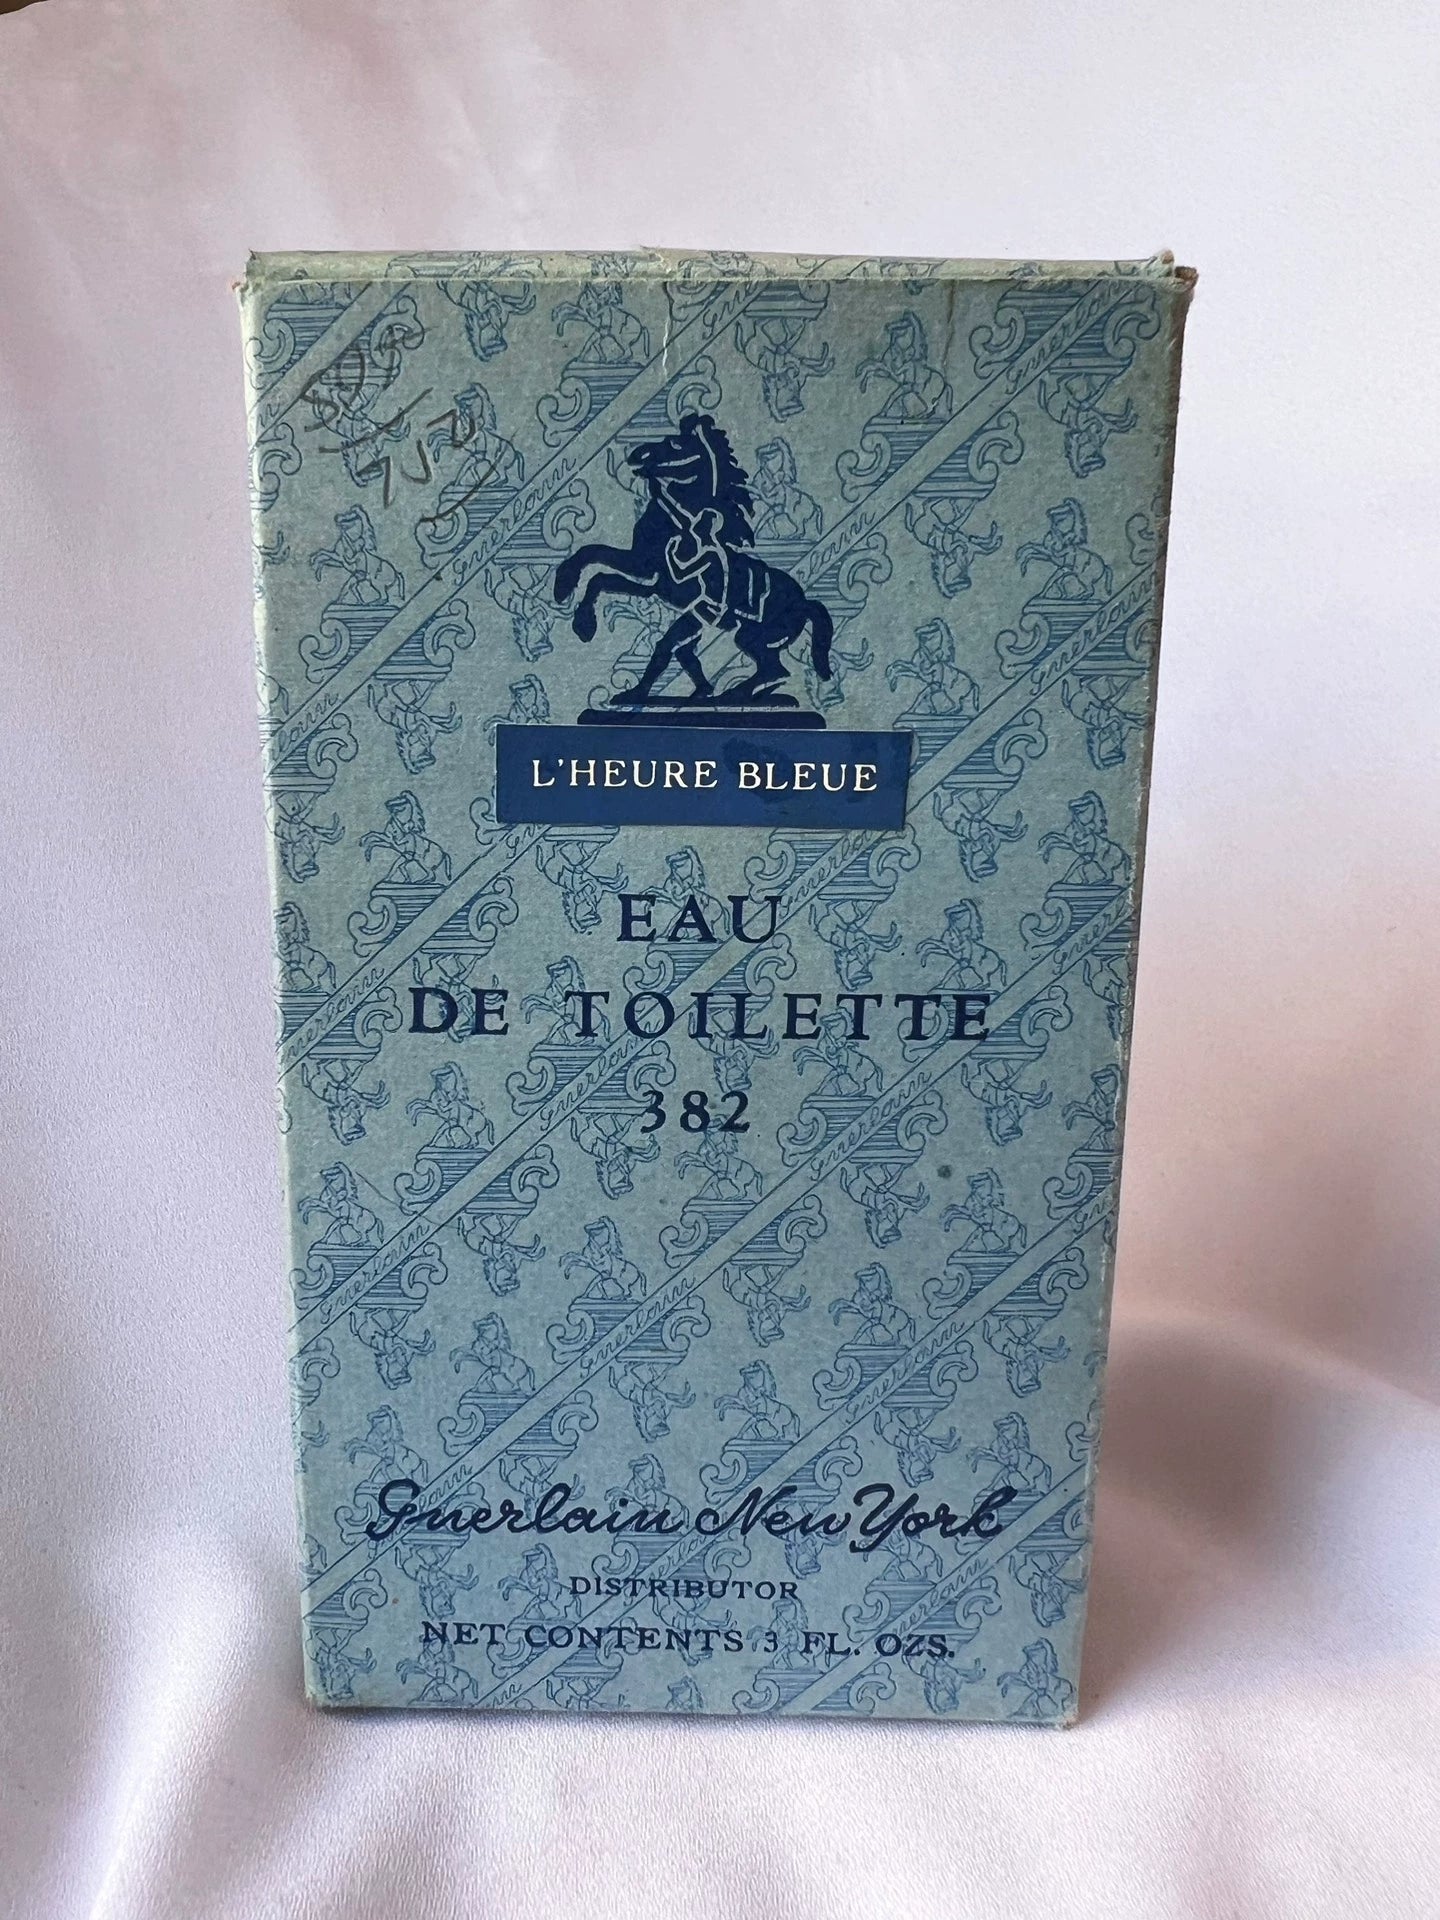 L'HEURE BLEUE
EAU
DE TOILETTE
382
Guerlain New York
DISTRIBUTOR
NET CONTENTS 3 FL. OZS.